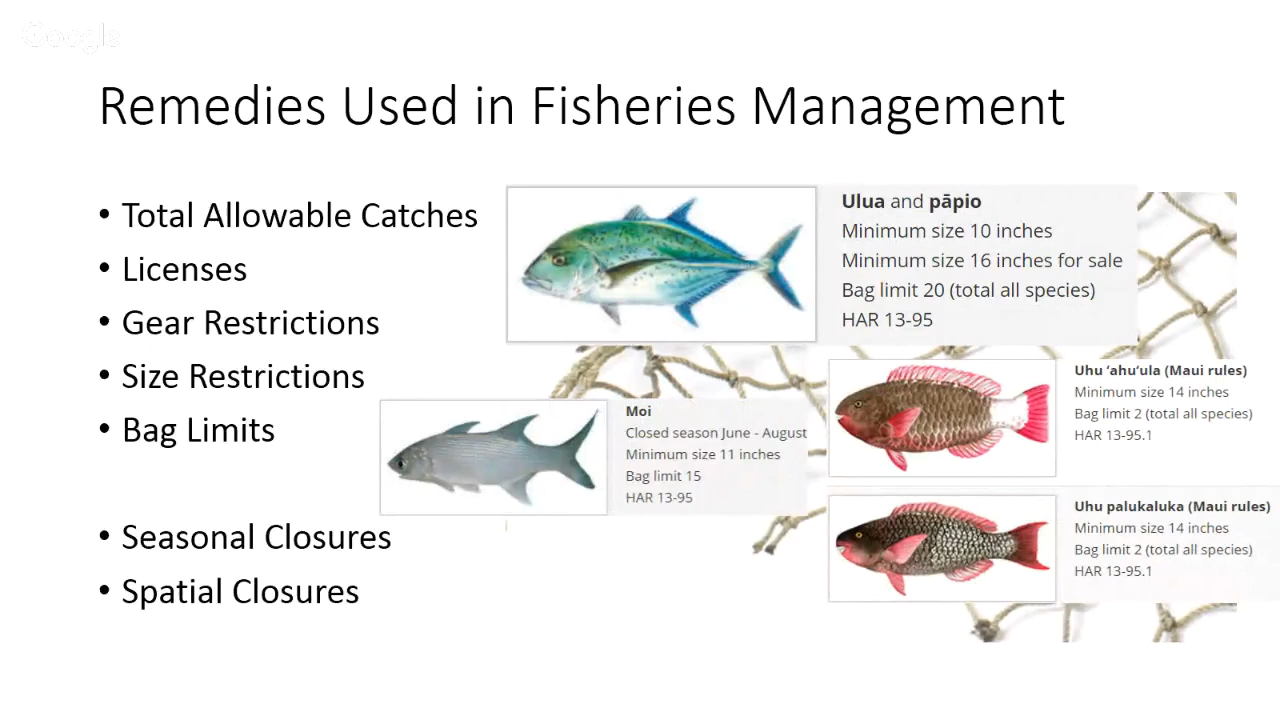 Google
Remedies Used in Fisheries Management
• Total Allowable Catches
• Licenses
• Gear Restrictions
• Size Restrictions
• Bag Limits
• Seasonal Closures
• Spatial Closures
Ulua and pāpio
Minimum size 10 inches
Minimum size 16 inches for sale
Bag limit 20 (total all species)
HAR 13-95
Moi
Closed season June - August
Minimum size 11 inches
Bag limit 15
HAR 13-95
Uhu ʻahuʻula (Maui rules)
Minimum size 14 inches
Bag limit 2 (total all species)
HAR 13-95.1
Uhu palukaluka (Maui rules)
Minimum size 14 inches
Bag limit 2 (total all species)
HAR 13-95.1